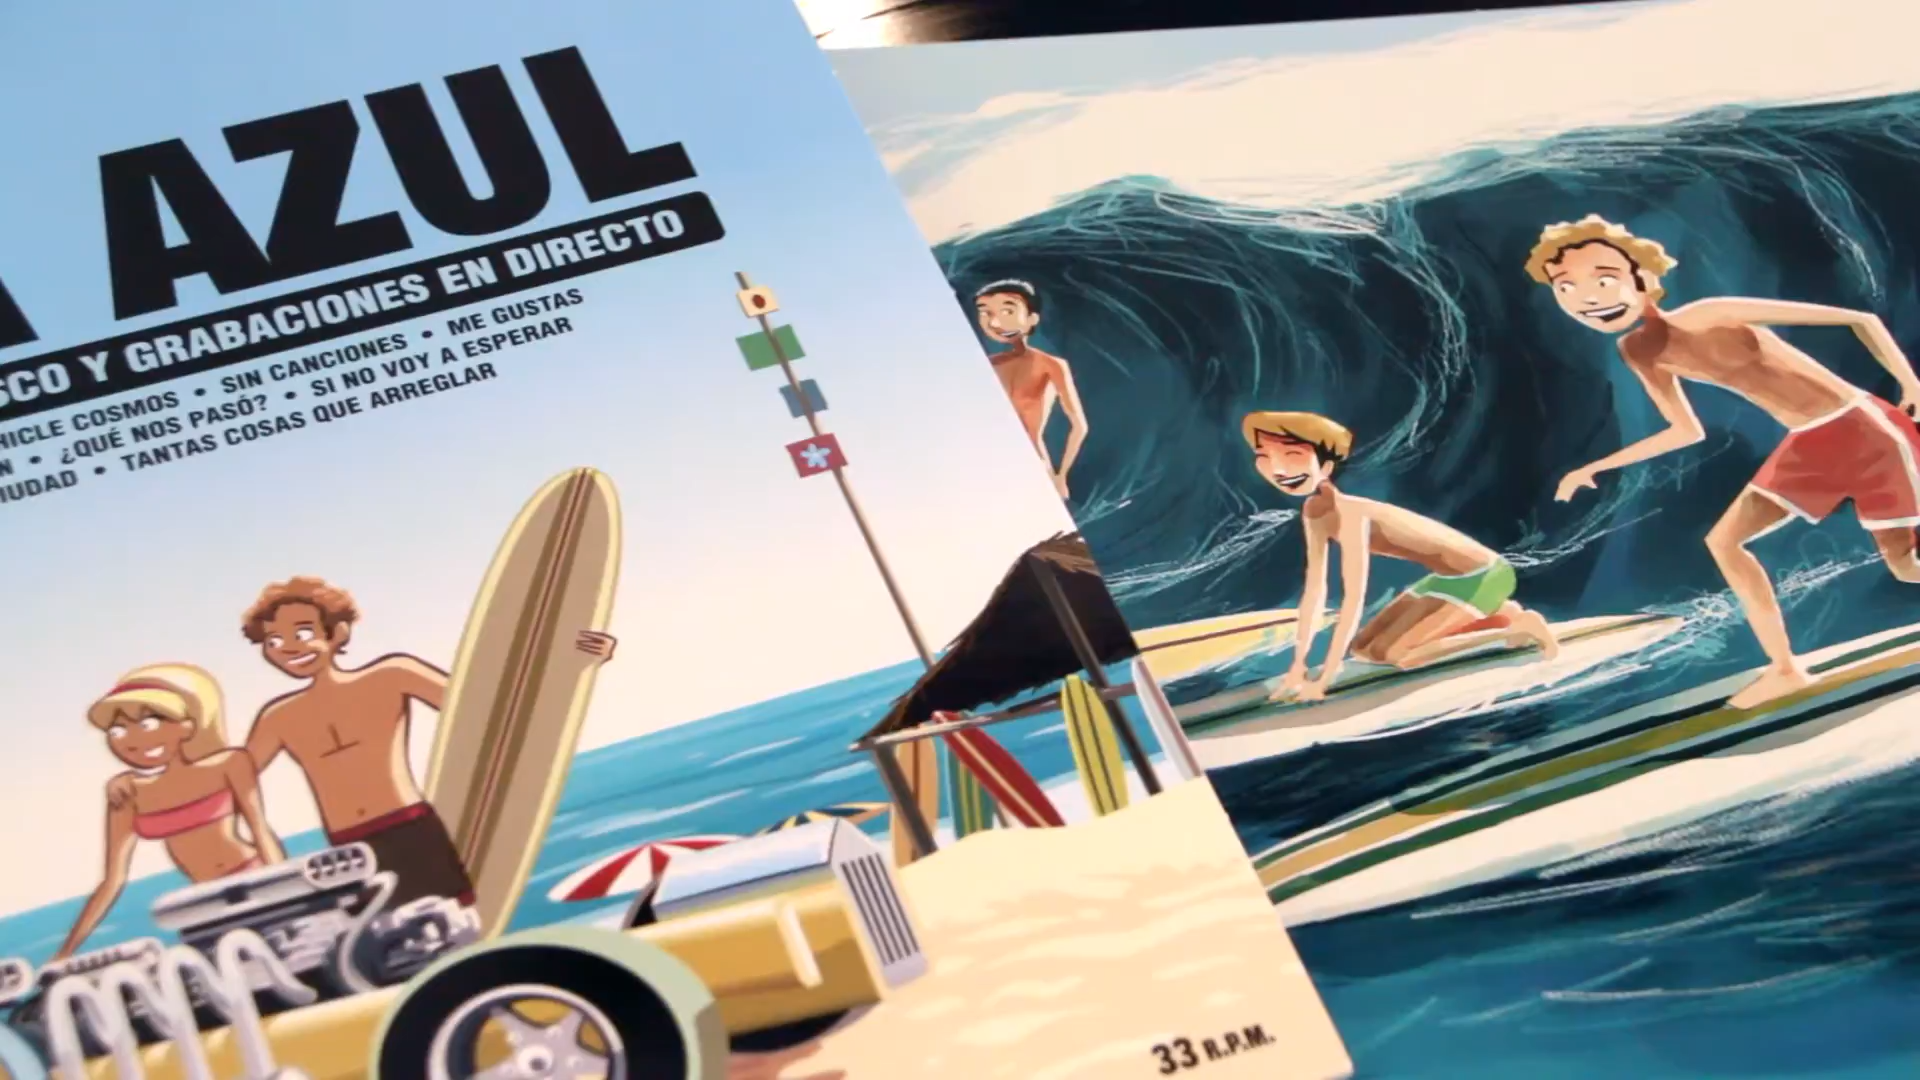 AZUL
SCO Y GRABACIONES EN DIRECTO
HICLE COSMOS • SIN CANCIONES • ME GUSTAS
N • ¿QUÉ NOS PASÓ? • SI NO VOY A ESPERAR
IUDAD • TANTAS COSAS QUE ARREGLAR
33 R.P.M.